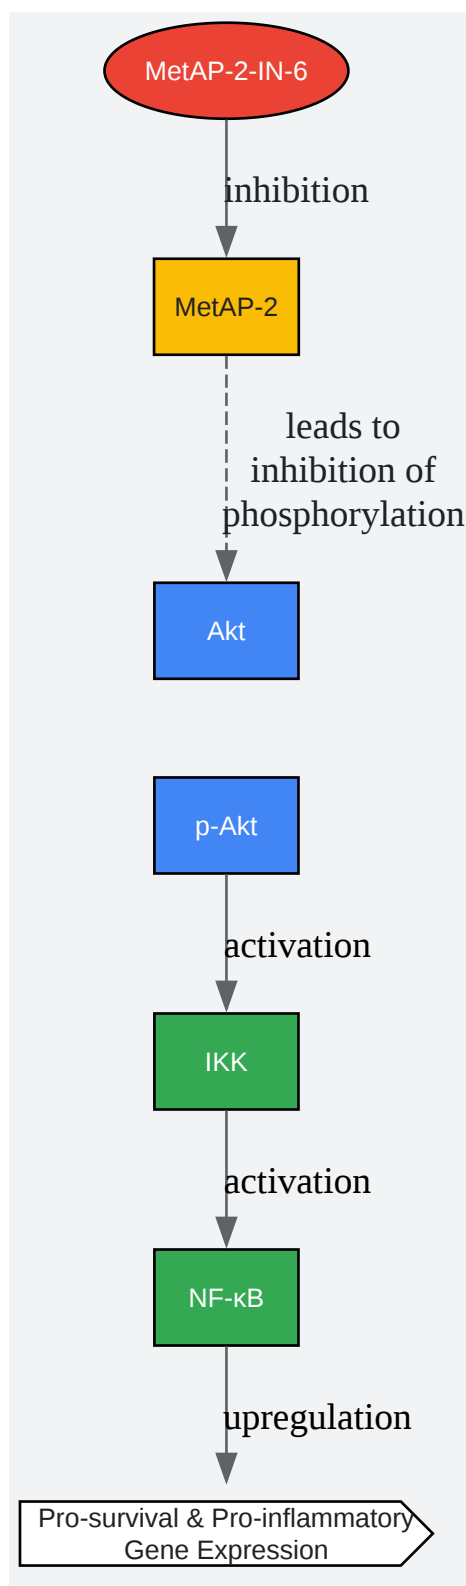 MetAP-2-IN-6
inhibition
MetAP-2
leads to
inhibition of
phosphorylation
Akt
p-Akt
activation
IKK
activation
NF-κB
upregulation
Pro-survival & Pro-inflammatory
Gene Expression